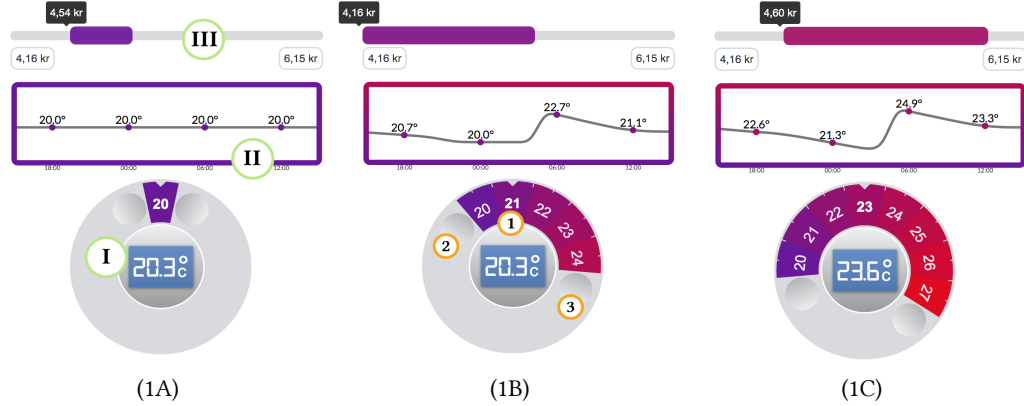 4,54 kr
III
4,16 kr
6,15 kr
20.0°
20.0°
20.0°
20.0°
II
18:00
00:00
06:00
12:00
20
I
20.3°C
(1A)
4,16 kr
4,16 kr
6,15 kr
20.7°
20.0°
22.7°
21.1°
18:00
00:00
06:00
12:00
20
21
22
23
24
1
2
3
20.3°C
(1B)
4,60 kr
4,16 kr
6,15 kr
22.6°
21.3°
24.9°
23.3°
18:00
00:00
06:00
12:00
20
21
22
23
24
25
26
27
23.6°C
(1C)